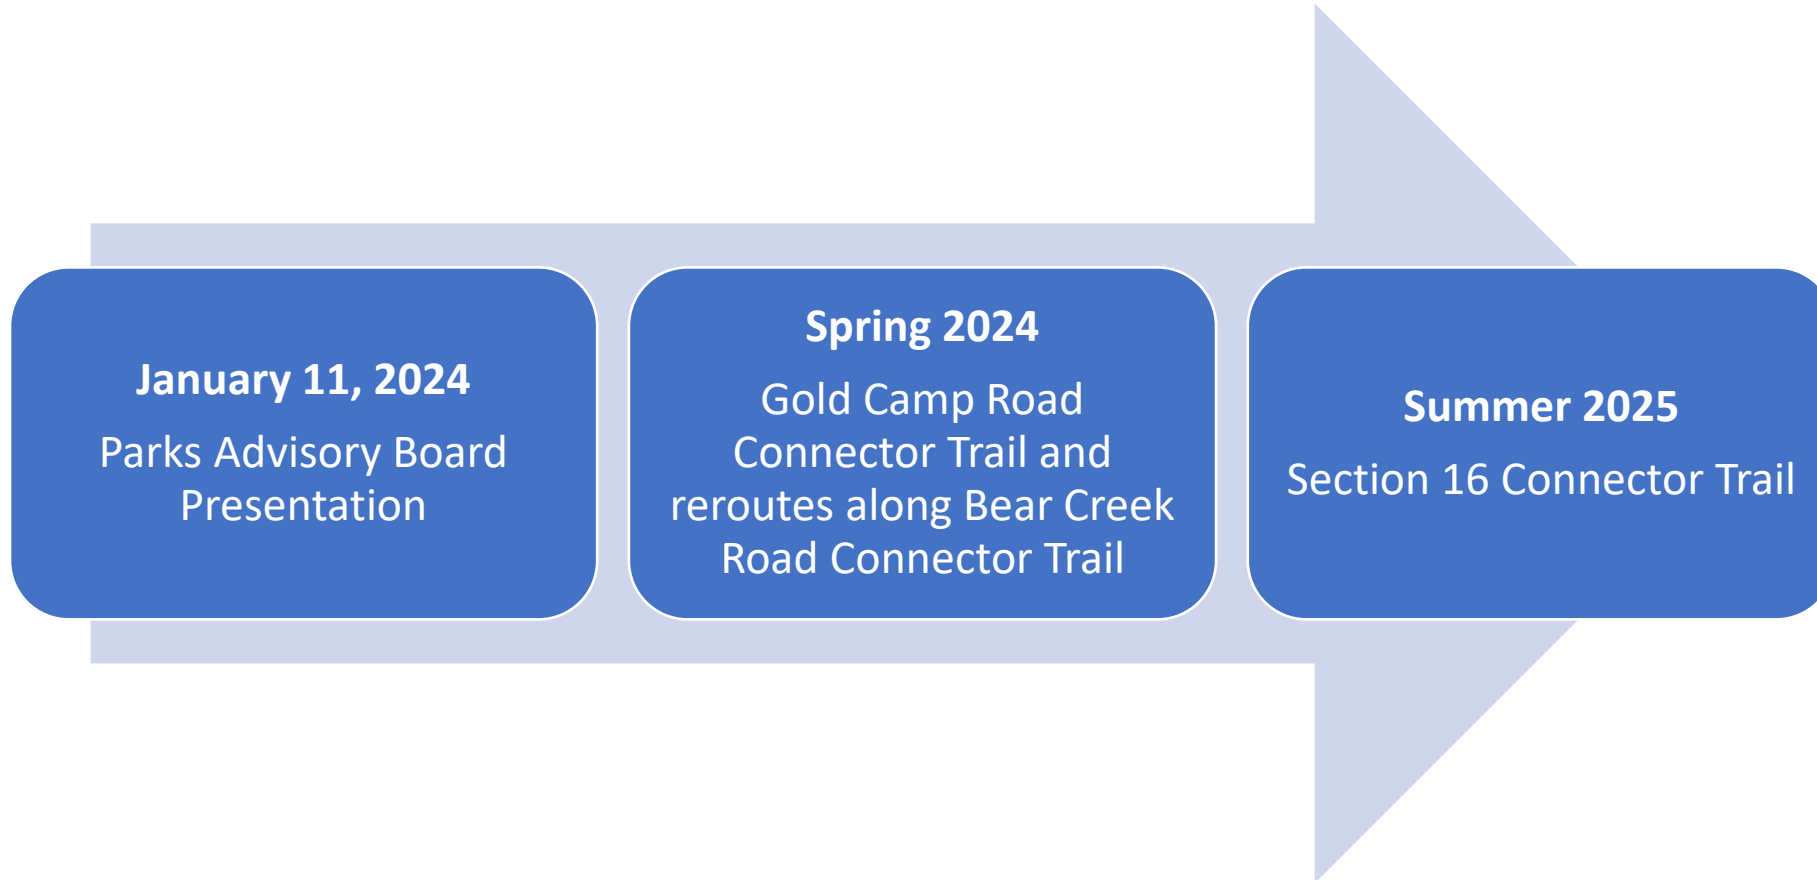 January 11, 2024
Parks Advisory Board
Presentation
Spring 2024
Gold Camp Road
Connector Trail and
reroutes along Bear Creek
Road Connector Trail
Summer 2025
Section 16 Connector Trail